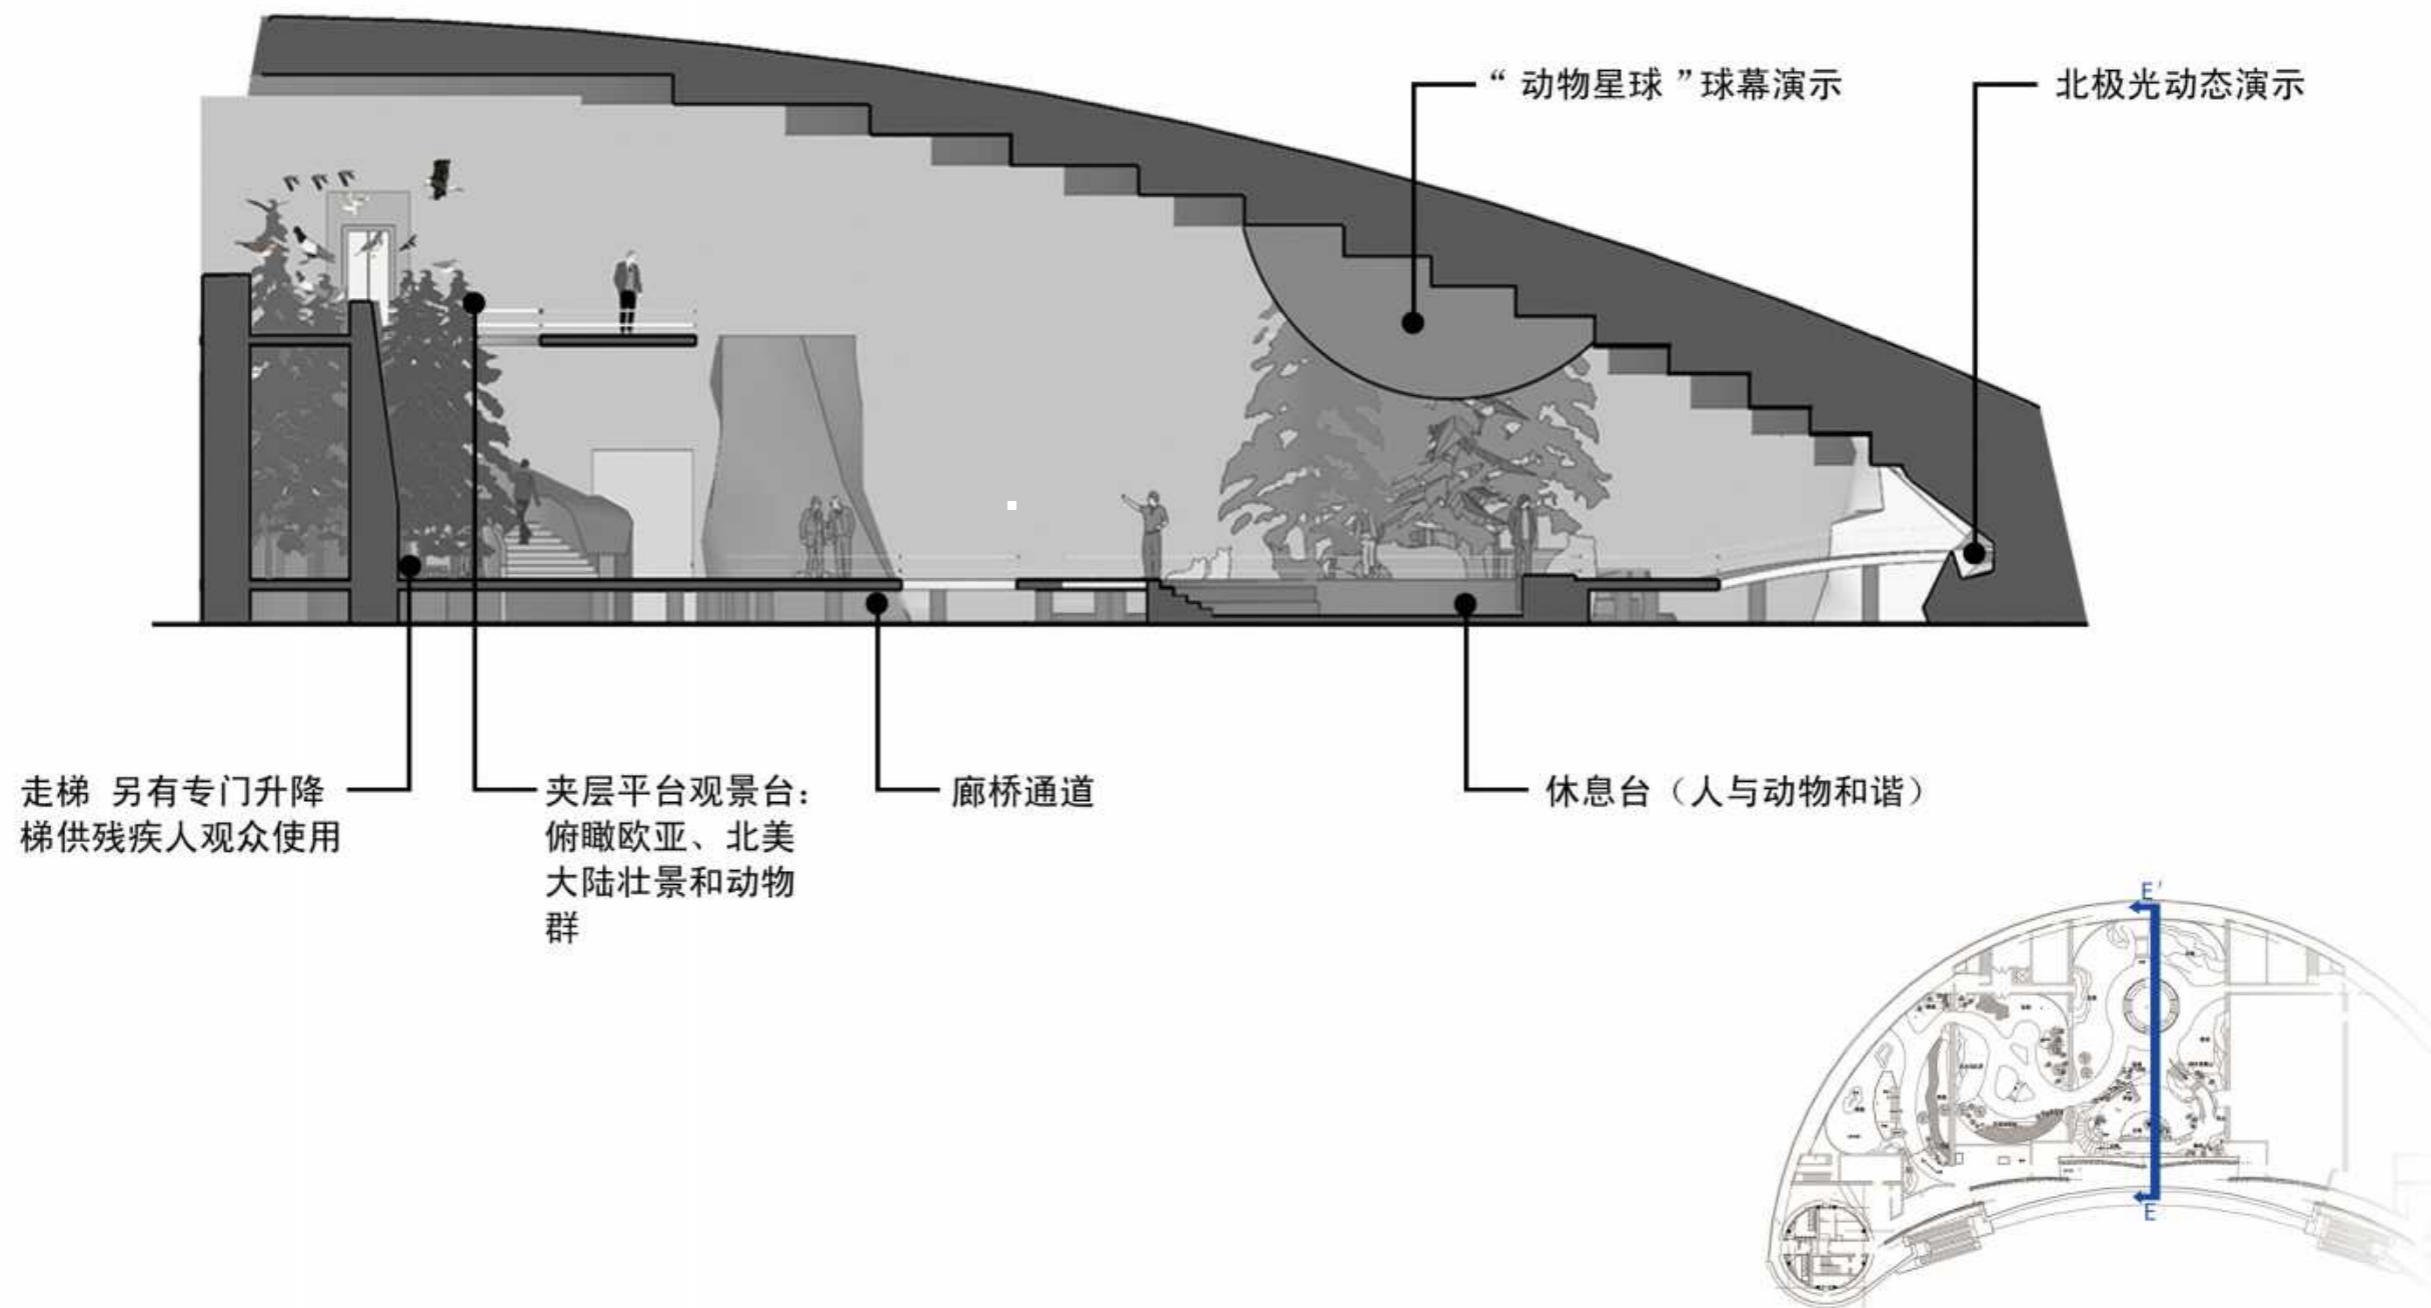 “动物星球”球幕演示
北极光动态演示
走梯 另有专门升降
梯供残疾人观众使用
夹层平台观景台：
俯瞰欧亚、北美
大陆壮景和动物
群
廊桥通道
休息台（人与动物和谐）
E′
E